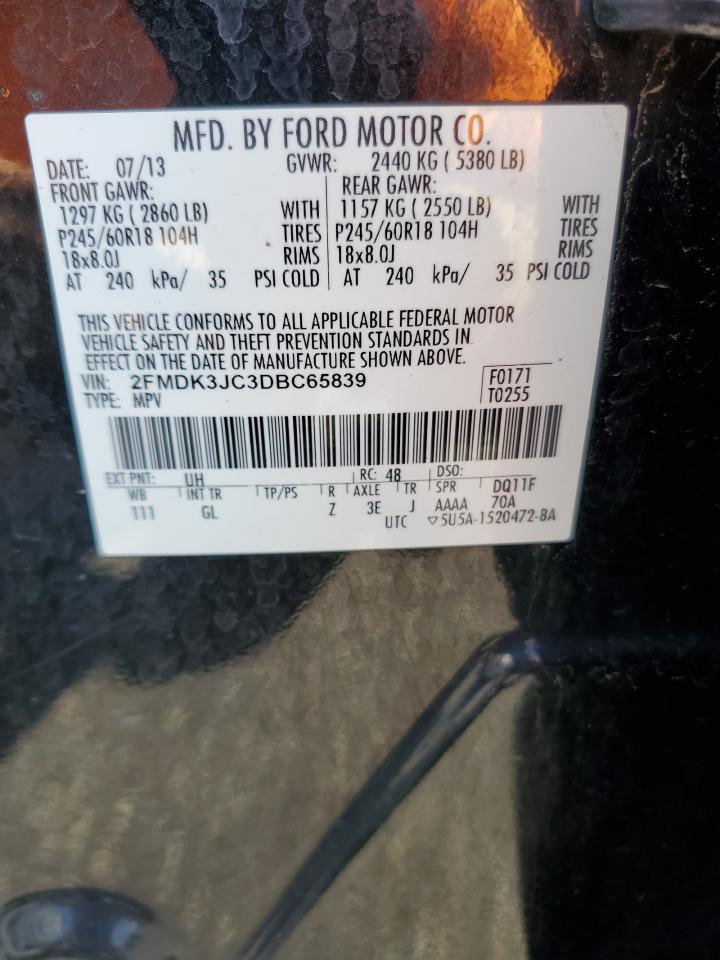 MFD. BY FORD MOTOR CO.
DATE: 07/13 GVWR: 2440 KG ( 5380 LB)
FRONT GAWR: REAR GAWR:
1297 KG ( 2860 LB) WITH 1157 KG ( 2550 LB) WITH
P245/60R18 104H TIRES P245/60R18 104H TIRES
18x8.0J RIMS 18x8.0J RIMS
AT 240 kPa/ 35 PSI COLD AT 240 kPa/ 35 PSI COLD
THIS VEHICLE CONFORMS TO ALL APPLICABLE FEDERAL MOTOR
VEHICLE SAFETY AND THEFT PREVENTION STANDARDS IN
EFFECT ON THE DATE OF MANUFACTURE SHOWN ABOVE.
VIN: 2FMDK3JC3DBC65839 F0171
TYPE: MPV T0255
EXT PNT: UH RC: 48 DSO:
WB INT TR TP/PS R AXLE TR SPR DQ11F
111 GL Z 3E J AAAA 70A
UTC ▽5U5A-1520472-BA